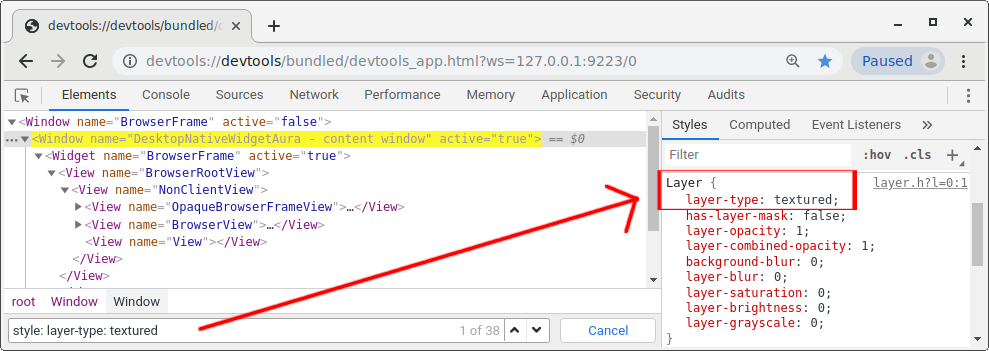 devtools://devtools/bundled/d
devtools://devtools/bundled/devtools_app.html?ws=127.0.0.1:9223/0
Paused
Elements Console Sources Network Performance Memory Application Security Audits
<Window name="BrowserFrame" active="false">
<Window name="DesktopNativeWidgetAura - content window" active="true"> == $0
<Widget name="BrowserFrame" active="true">
<View name="BrowserRootView">
<View name="NonClientView">
<View name="OpaqueBrowserFrameView">…</View>
<View name="BrowserView">…</View>
<View name="View"></View>
</View>
</View>
root Window Window
style: layer-type: textured 1 of 38 Cancel
Styles Computed Event Listeners »
Filter :hov .cls +
Layer { layer.h?l=0:1
layer-type: textured;
has-layer-mask: false;
layer-opacity: 1;
layer-combined-opacity: 1;
background-blur: 0;
layer-blur: 0;
layer-saturation: 0;
layer-brightness: 0;
layer-grayscale: 0;
}